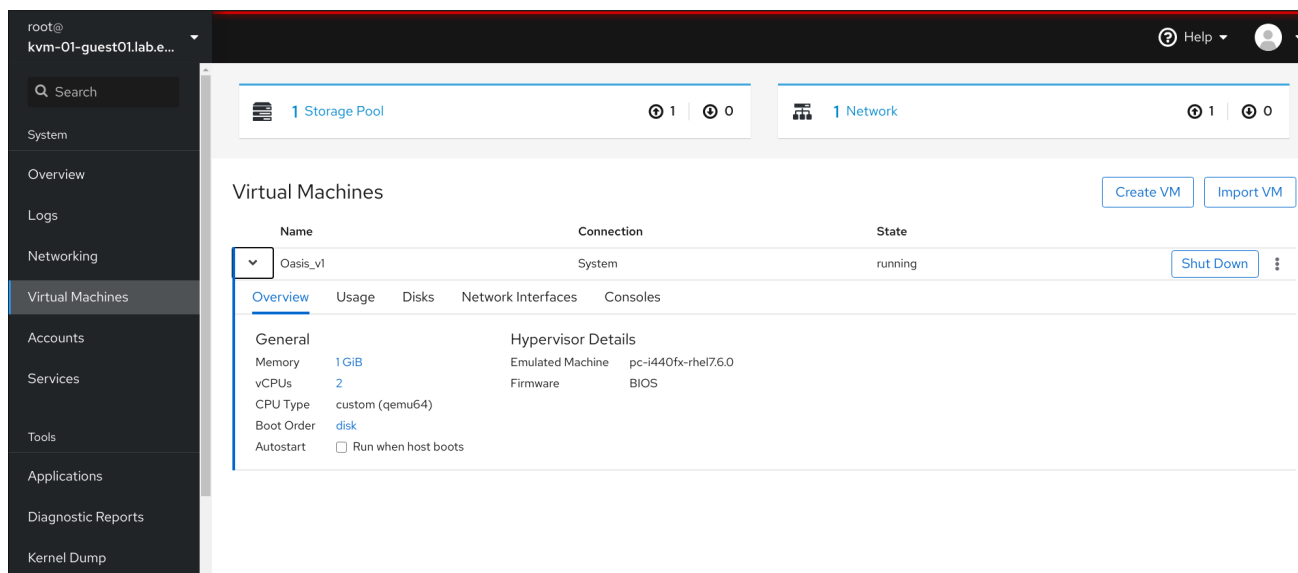 root@
kvm-01-guest01.lab.e...
Help
Search
System
Overview
Logs
Networking
Virtual Machines
Accounts
Services
Tools
Applications
Diagnostic Reports
Kernel Dump
1 Storage Pool 1 0
1 Network 1 0
Virtual Machines
Create VM Import VM
Name Connection State
Oasis_v1 System running Shut Down
Overview Usage Disks Network Interfaces Consoles
General
Memory 1 GiB
vCPUs 2
CPU Type custom (qemu64)
Boot Order disk
Autostart Run when host boots
Hypervisor Details
Emulated Machine pc-i440fx-rhel7.6.0
Firmware BIOS